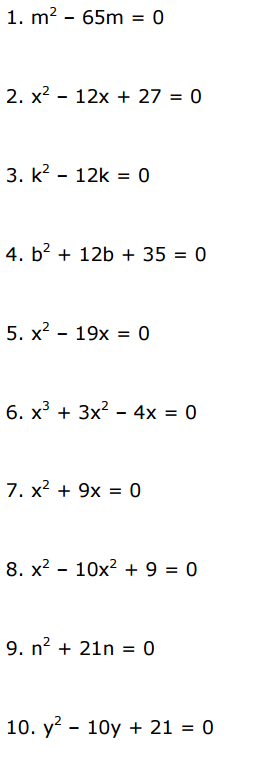 1. m² – 65m = 0
2. x² – 12x + 27 = 0
3. k² – 12k = 0
4. b² + 12b + 35 = 0
5. x² – 19x = 0
6. x³ + 3x² – 4x = 0
7. x² + 9x = 0
8. x² – 10x² + 9 = 0
9. n² + 21n = 0
10. y² – 10y + 21 = 0